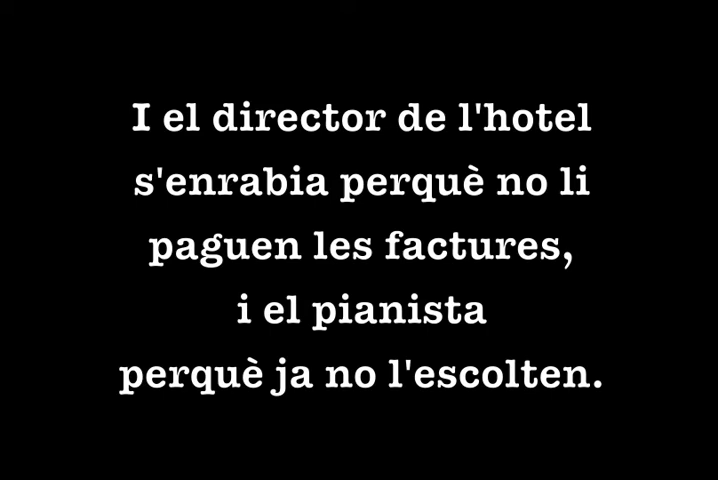 I el director de l'hotel
s'enrabia perquè no li
paguen les factures,
i el pianista
perquè ja no l'escolten.